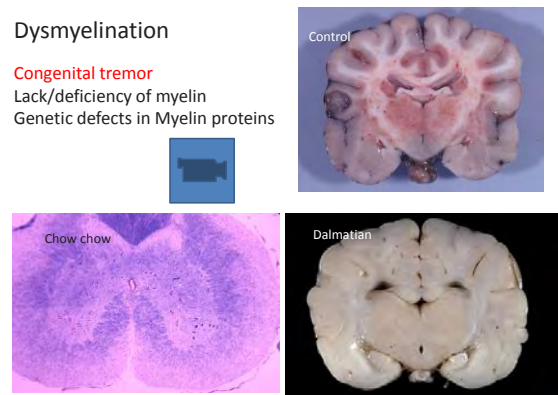 Dysmyelination
Congenital tremor
Lack/deficiency of myelin
Genetic defects in Myelin proteins
Control
Chow chow
Dalmatian